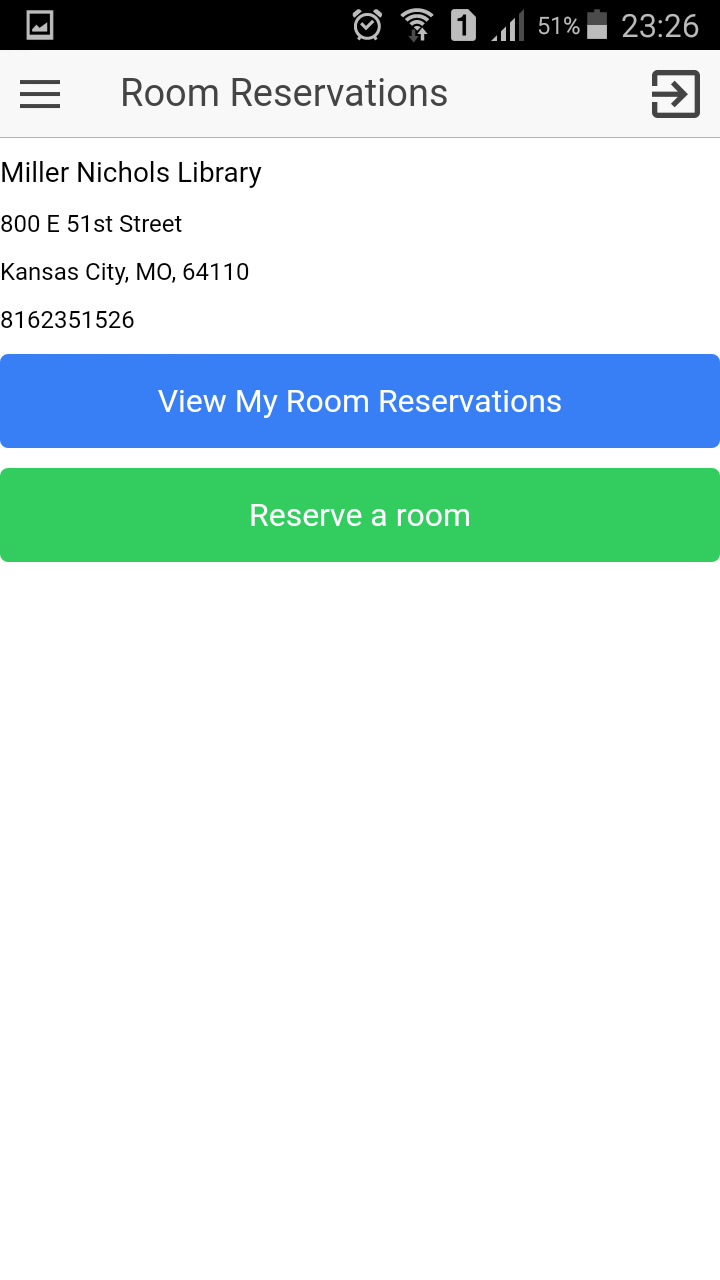 1 51% 23:26
Room Reservations
Miller Nichols Library
800 E 51st Street
Kansas City, MO, 64110
8162351526
View My Room Reservations
Reserve a room